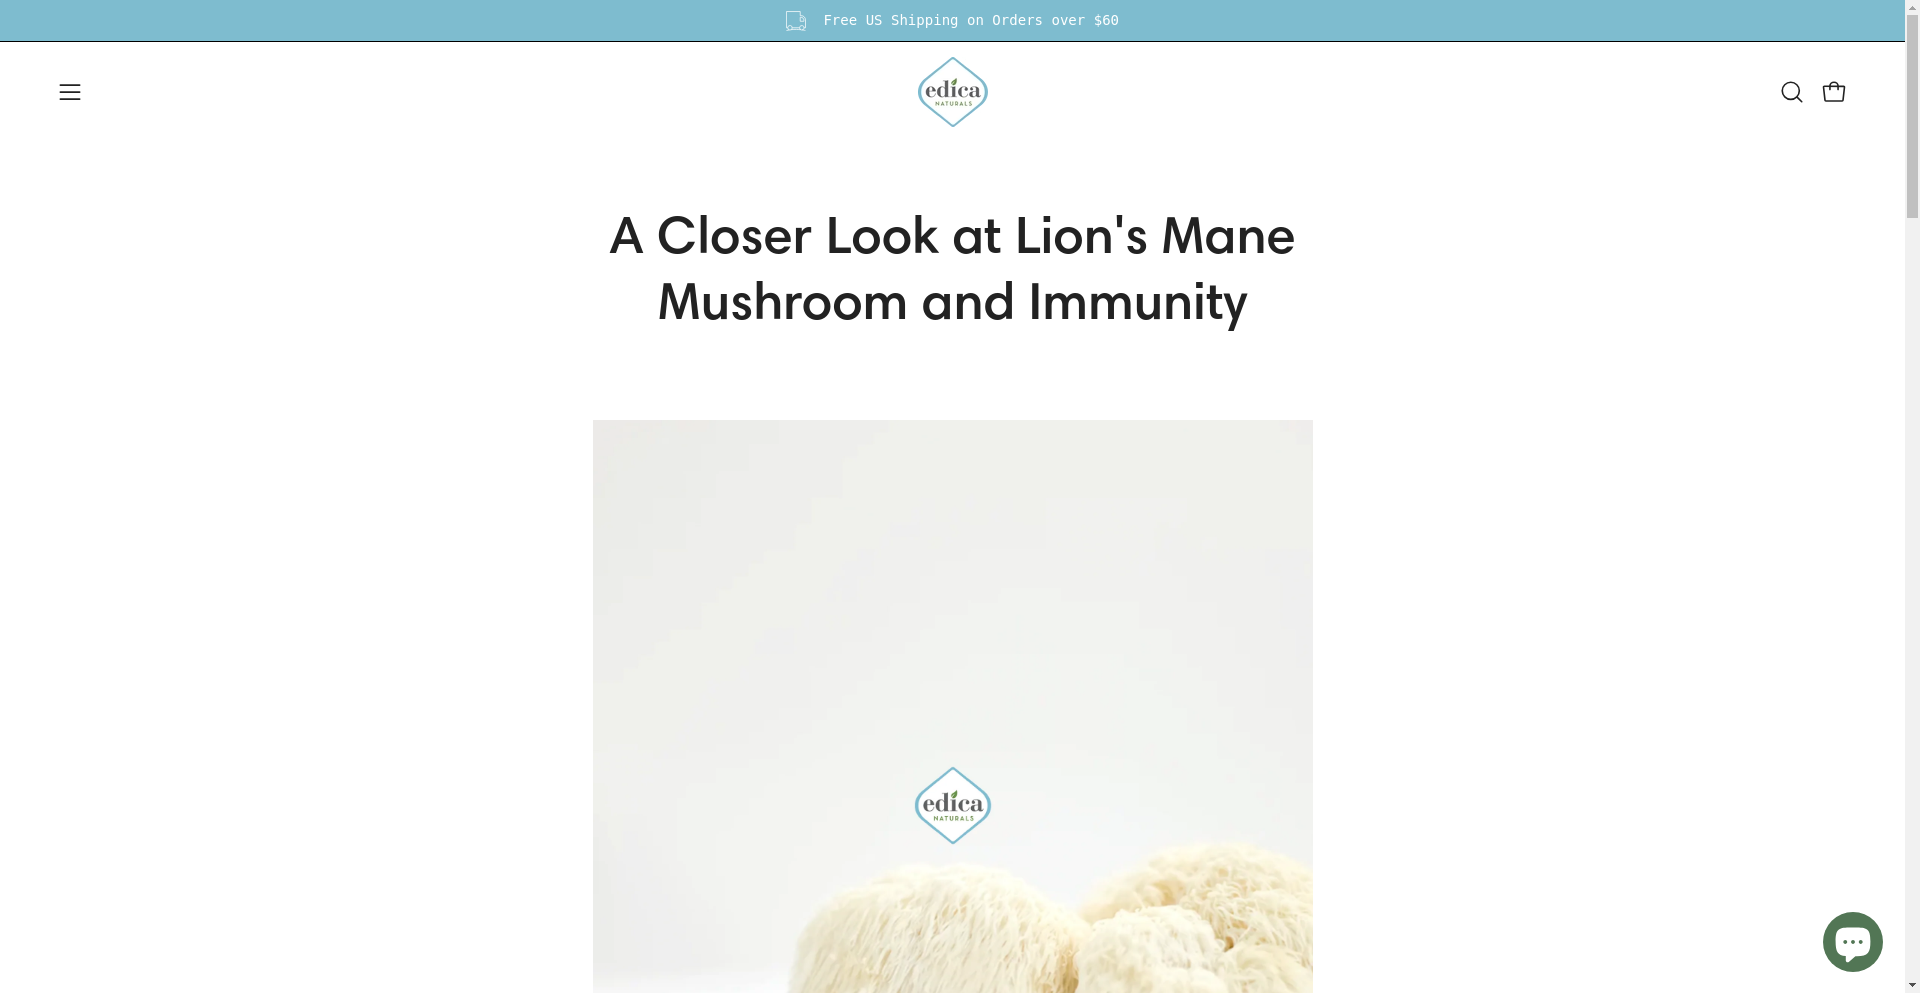 Free US Shipping on Orders over $60
edica
NATURALS
A Closer Look at Lion's Mane
Mushroom and Immunity
edica
NATURALS